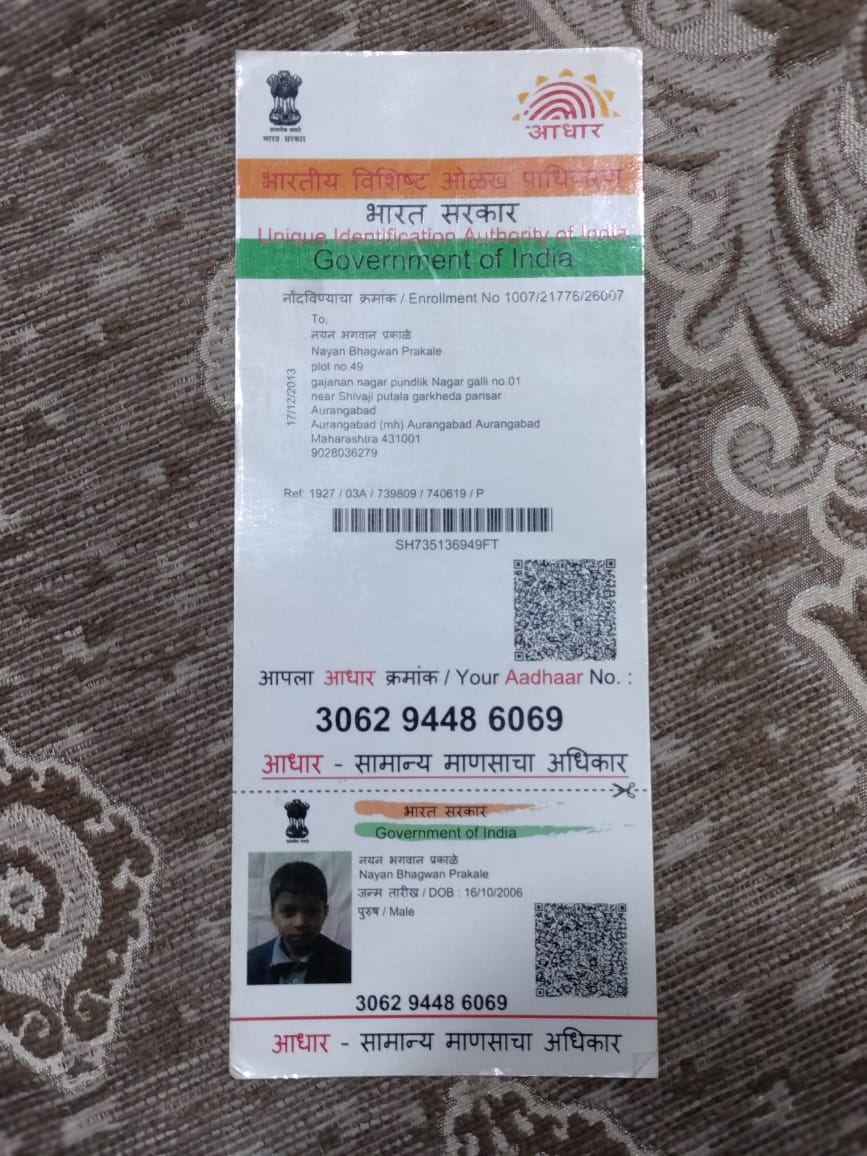 सत्यमेव जयते
भारत सरकार
आधार
भारतीय विशिष्ट ओळख प्राधिकरण
भारत सरकार
Unique Identification Authority of India
Government of India
नोंदविण्याचा क्रमांक / Enrollment No 1007/21776/26007
To,
नयन भगवान प्रकाळे
Nayan Bhagwan Prakale
plot no.49
gajanan nagar pundlik Nagar galli no.01
near Shivaji putala garkheda parisar
Aurangabad
Aurangabad (mh) Aurangabad Aurangabad
Maharashtra 431001
9028036279
17/12/2013
Ref: 1927 / 03A / 739809 / 740619 / P
SH735136949FT
आपला आधार क्रमांक / Your Aadhaar No. :
3062 9448 6069
आधार - सामान्य माणसाचा अधिकार
भारत सरकार
Government of India
नयन भगवान प्रकाळे
Nayan Bhagwan Prakale
जन्म तारीख / DOB : 16/10/2006
पुरुष / Male
3062 9448 6069
आधार - सामान्य माणसाचा अधिकार